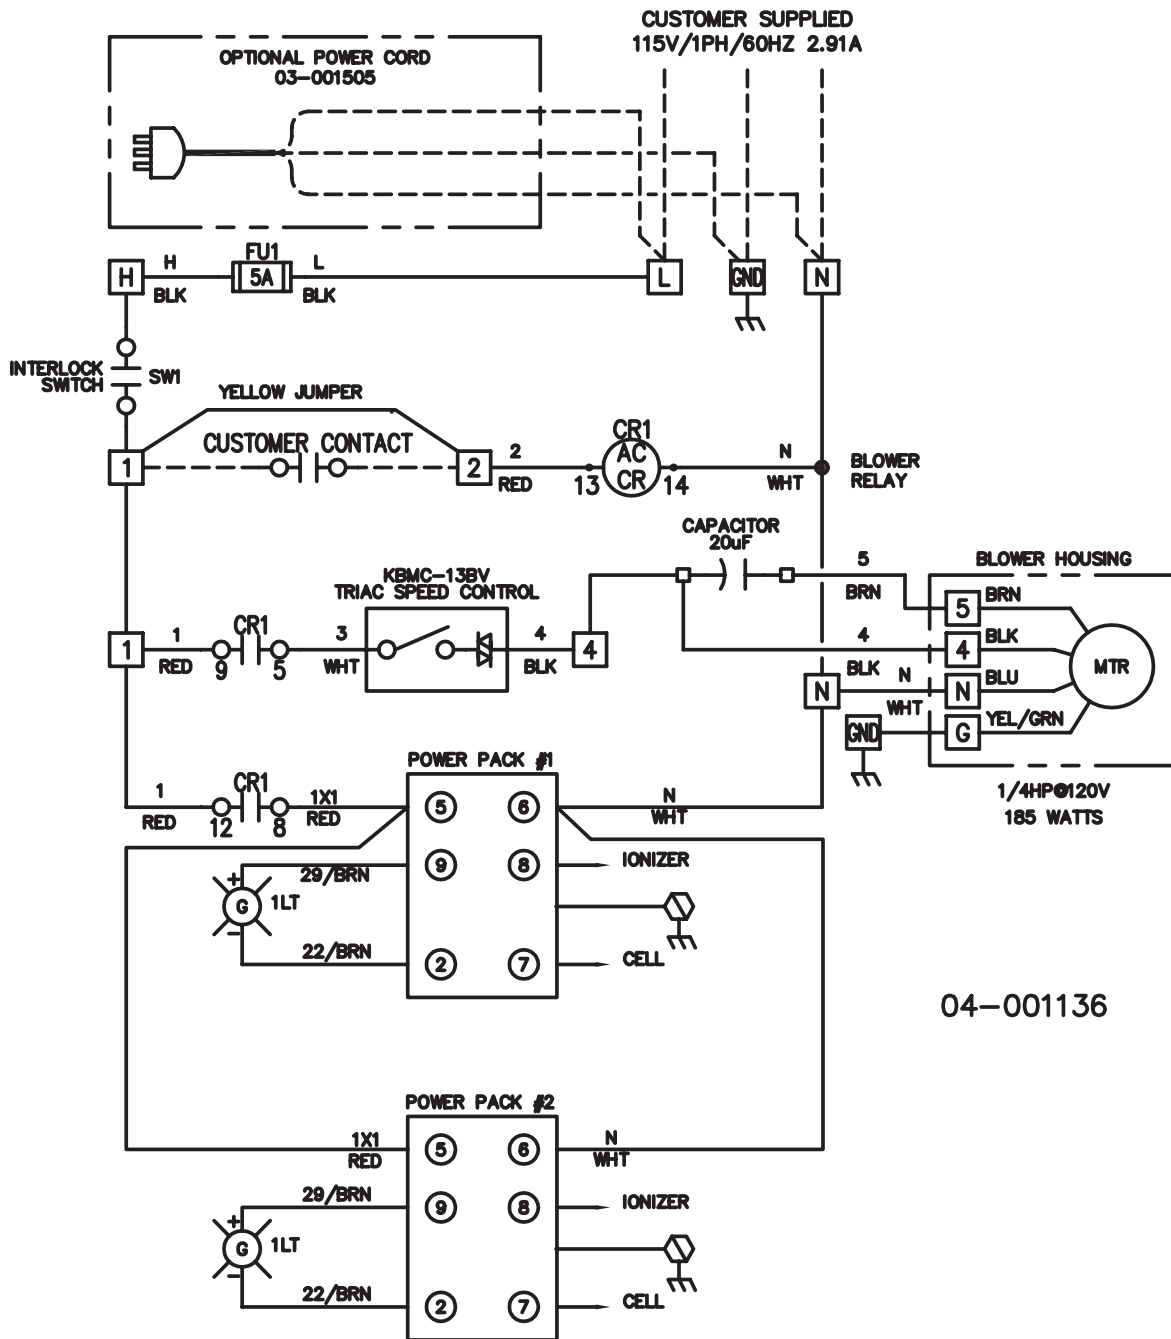 CUSTOMER SUPPLIED
115V/1PH/60HZ 2.91A
OPTIONAL POWER CORD
03-001505
H
H
BLK
FU1
5A
L
BLK
L
GND
N
INTERLOCK
SWITCH
SW1
YELLOW JUMPER
1
CUSTOMER CONTACT
2
2
RED
13
CR1
AC
CR
14
N
WHT
BLOWER
RELAY
CAPACITOR
20uF
5
BRN
BLOWER HOUSING
KBMC-13BV
TRIAC SPEED CONTROL
1
1
RED
9
CR1
5
3
WHT
4
BLK
4
4
BLK
N
N
WHT
GND
5
BRN
4
BLK
N
BLU
G
YEL/GRN
MTR
1/4HP@120V
185 WATTS
POWER PACK #1
1
RED
12
CR1
8
1X1
RED
5
6
N
WHT
29/BRN
9
8
IONIZER
+
G
1LT
-
22/BRN
2
7
CELL
04-001136
POWER PACK #2
1X1
RED
5
6
N
WHT
29/BRN
9
8
IONIZER
+
G
1LT
-
22/BRN
2
7
CELL